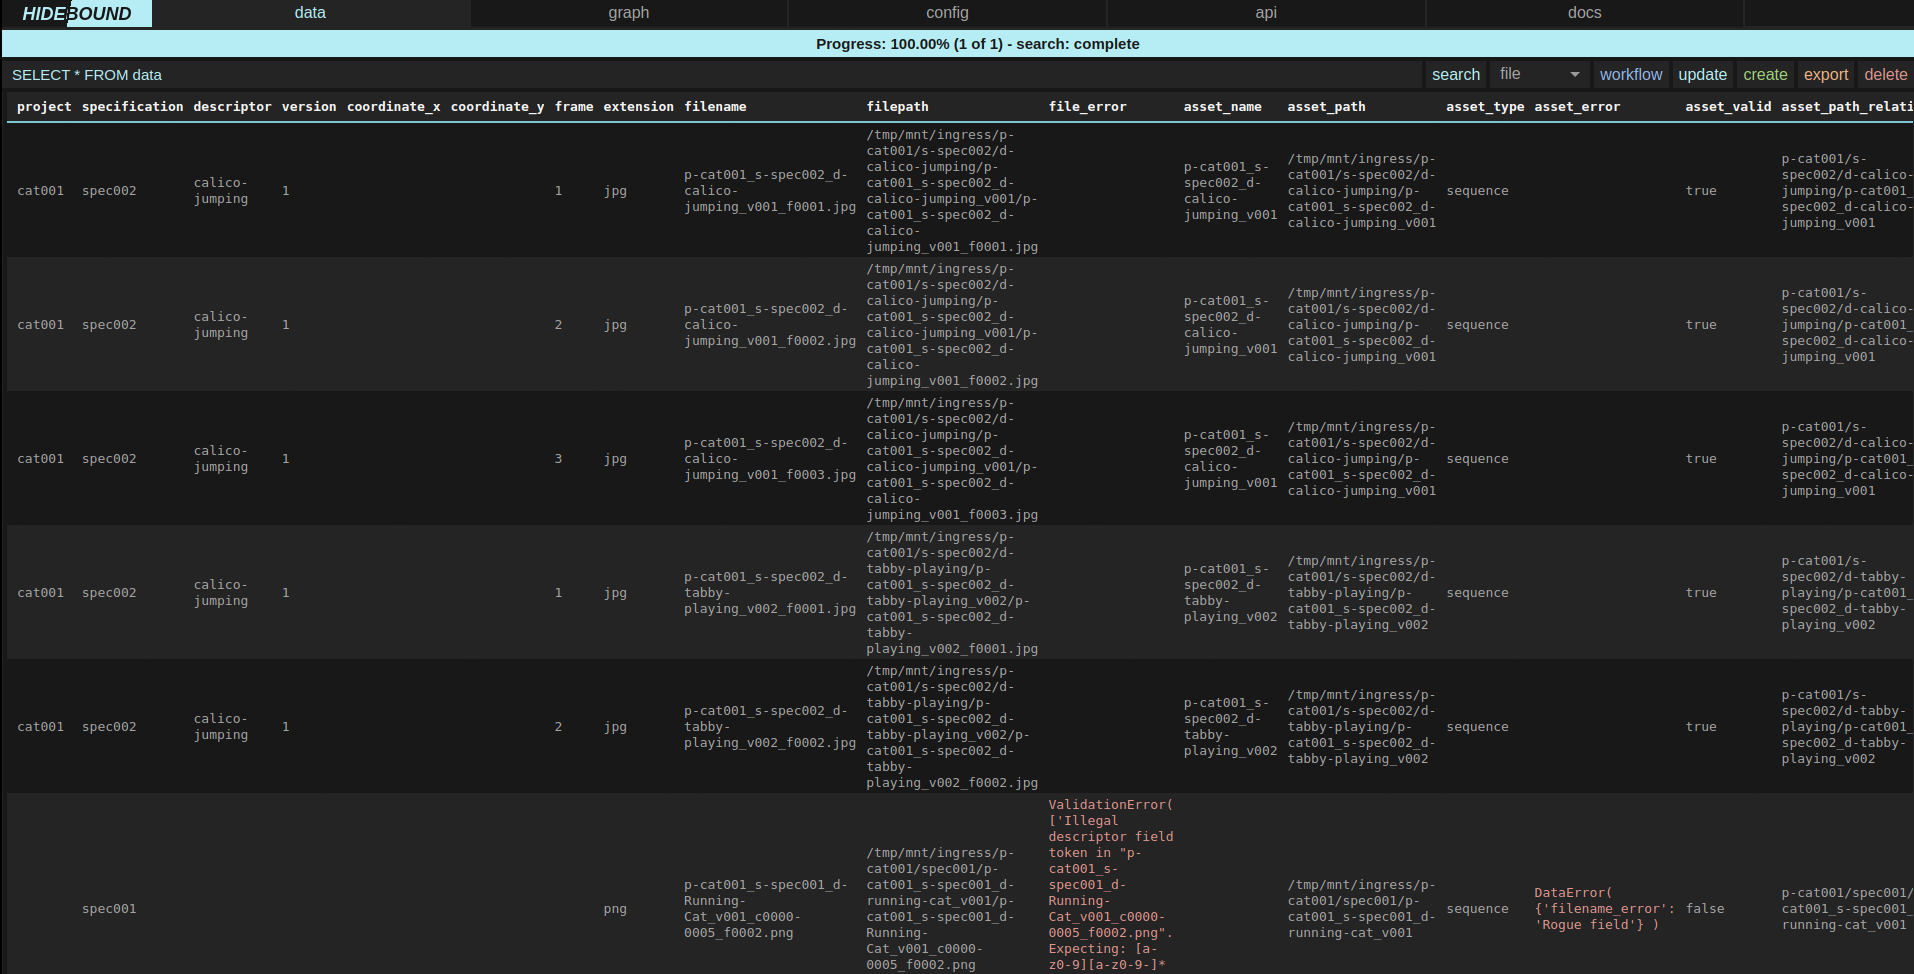 HIDEBOUND data graph config api docs
Progress: 100.00% (1 of 1) - search: complete
SELECT * FROM data search file workflow update create export delete
project specification descriptor version coordinate_x coordinate_y frame extension filename filepath file_error asset_name asset_path asset_type asset_error asset_valid asset_path_relati
cat001
spec002
calico-
jumping
1
1
jpg
p-cat001_s-spec002_d-
calico-
jumping_v001_f0001.jpg
/tmp/mnt/ingress/p-
cat001/s-spec002/d-
calico-jumping/p-
cat001_s-spec002_d-
calico-jumping_v001/p-
cat001_s-spec002_d-
calico-
jumping_v001_f0001.jpg
p-cat001_s-
spec002_d-
calico-
jumping_v001
/tmp/mnt/ingress/p-
cat001/s-spec002/d-
calico-jumping/p-
cat001_s-spec002_d-
calico-jumping_v001
sequence
true
p-cat001/s-
spec002/d-calico-
jumping/p-cat001_
spec002_d-calico-
jumping_v001
cat001
spec002
calico-
jumping
1
2
jpg
p-cat001_s-spec002_d-
calico-
jumping_v001_f0002.jpg
/tmp/mnt/ingress/p-
cat001/s-spec002/d-
calico-jumping/p-
cat001_s-spec002_d-
calico-jumping_v001/p-
cat001_s-spec002_d-
calico-
jumping_v001_f0002.jpg
p-cat001_s-
spec002_d-
calico-
jumping_v001
/tmp/mnt/ingress/p-
cat001/s-spec002/d-
calico-jumping/p-
cat001_s-spec002_d-
calico-jumping_v001
sequence
true
p-cat001/s-
spec002/d-calico-
jumping/p-cat001_
spec002_d-calico-
jumping_v001
cat001
spec002
calico-
jumping
1
3
jpg
p-cat001_s-spec002_d-
calico-
jumping_v001_f0003.jpg
/tmp/mnt/ingress/p-
cat001/s-spec002/d-
calico-jumping/p-
cat001_s-spec002_d-
calico-jumping_v001/p-
cat001_s-spec002_d-
calico-
jumping_v001_f0003.jpg
p-cat001_s-
spec002_d-
calico-
jumping_v001
/tmp/mnt/ingress/p-
cat001/s-spec002/d-
calico-jumping/p-
cat001_s-spec002_d-
calico-jumping_v001
sequence
true
p-cat001/s-
spec002/d-calico-
jumping/p-cat001_
spec002_d-calico-
jumping_v001
cat001
spec002
calico-
jumping
1
1
jpg
p-cat001_s-spec002_d-
tabby-
playing_v002_f0001.jpg
/tmp/mnt/ingress/p-
cat001/s-spec002/d-
tabby-playing/p-
cat001_s-spec002_d-
tabby-playing_v002/p-
cat001_s-spec002_d-
tabby-
playing_v002_f0001.jpg
p-cat001_s-
spec002_d-
tabby-
playing_v002
/tmp/mnt/ingress/p-
cat001/s-spec002/d-
tabby-playing/p-
cat001_s-spec002_d-
tabby-playing_v002
sequence
true
p-cat001/s-
spec002/d-tabby-
playing/p-cat001_
spec002_d-tabby-
playing_v002
cat001
spec002
calico-
jumping
1
2
jpg
p-cat001_s-spec002_d-
tabby-
playing_v002_f0002.jpg
/tmp/mnt/ingress/p-
cat001/s-spec002/d-
tabby-playing/p-
cat001_s-spec002_d-
tabby-playing_v002/p-
cat001_s-spec002_d-
tabby-
playing_v002_f0002.jpg
p-cat001_s-
spec002_d-
tabby-
playing_v002
/tmp/mnt/ingress/p-
cat001/s-spec002/d-
tabby-playing/p-
cat001_s-spec002_d-
tabby-playing_v002
sequence
true
p-cat001/s-
spec002/d-tabby-
playing/p-cat001_
spec002_d-tabby-
playing_v002
spec001
png
p-cat001_s-spec001_d-
Running-
Cat_v001_c0000-
0005_f0002.png
/tmp/mnt/ingress/p-
cat001/spec001/p-
cat001_s-spec001_d-
running-cat_v001/p-
cat001_s-spec001_d-
Running-
Cat_v001_c0000-
0005_f0002.png
ValidationError(
['Illegal
descriptor field
token in "p-
cat001_s-
spec001_d-
Running-
Cat_v001_c0000-
0005_f0002.png".
Expecting: [a-
z0-9][a-z0-9-]*
/tmp/mnt/ingress/p-
cat001/spec001/p-
cat001_s-spec001_d-
running-cat_v001
sequence
DataError(
{'filename_error':
'Rogue field'} )
false
p-cat001/spec001/
cat001_s-spec001_
running-cat_v001